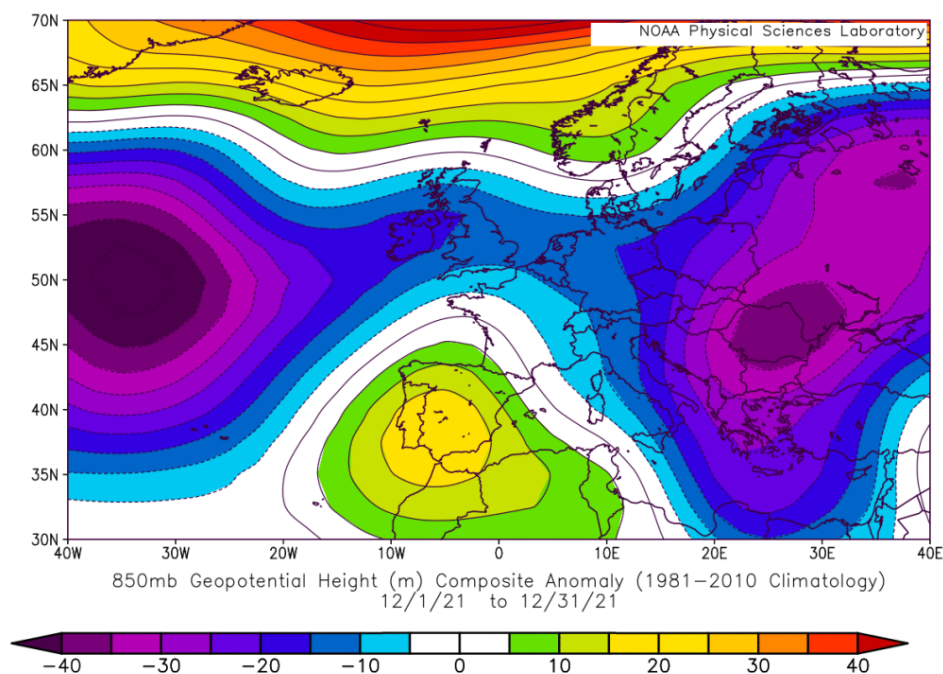 NOAA Physical Sciences Laboratory
70N
65N
60N
55N
50N
45N
40N
35N
30N
40W 30W 20W 10W 0 10E 20E 30E 40E
850mb Geopotential Height (m) Composite Anomaly (1981−2010 Climatology)
12/1/21 to 12/31/21
−40 −30 −20 −10 0 10 20 30 40